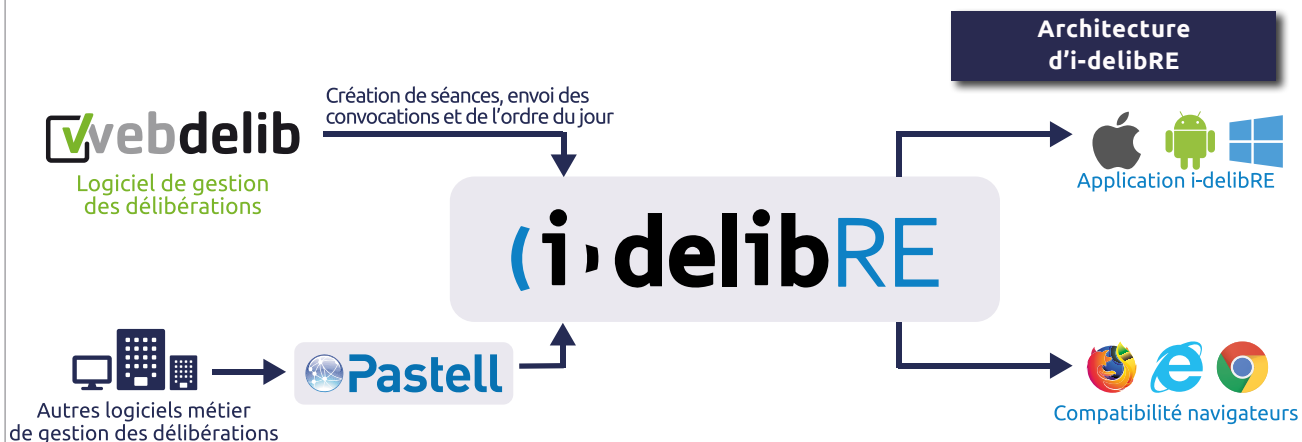 Architecture
d'i-delibRE
Création de séances, envoi des
convocations et de l'ordre du jour
webdelib
Logiciel de gestion
des délibérations
Application i-delibRE
(i delibRE
Pastell
Autres logiciels métier
de gestion des délibérations
Compatibilité navigateurs